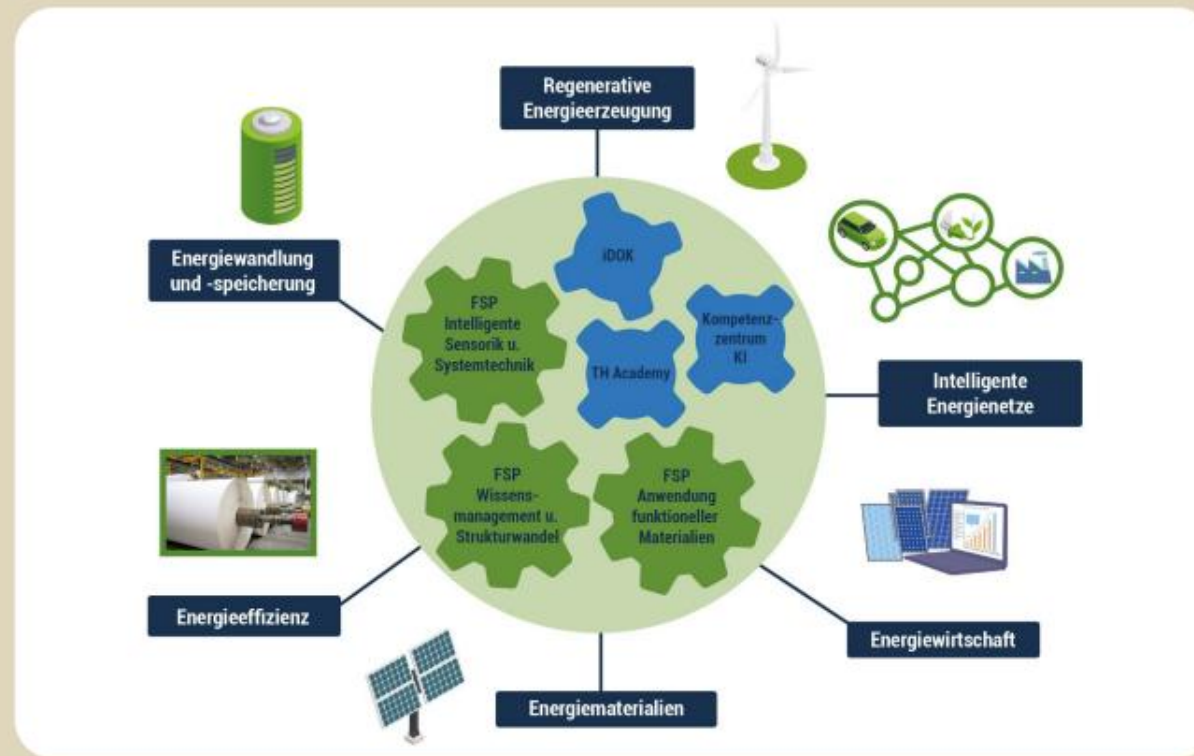 Regenerative
Energieerzeugung
Energiewandlung
und -speicherung
iDOK
FSP
Intelligente
Sensorik u.
Systemtechnik
Kompetenz-
zentrum
KI
TH Academy
Intelligente
Energienetze
FSP
Wissens-
management u.
Strukturwandel
FSP
Anwendung
funktioneller
Materialien
Energieeffizienz
Energiewirtschaft
Energiematerialien